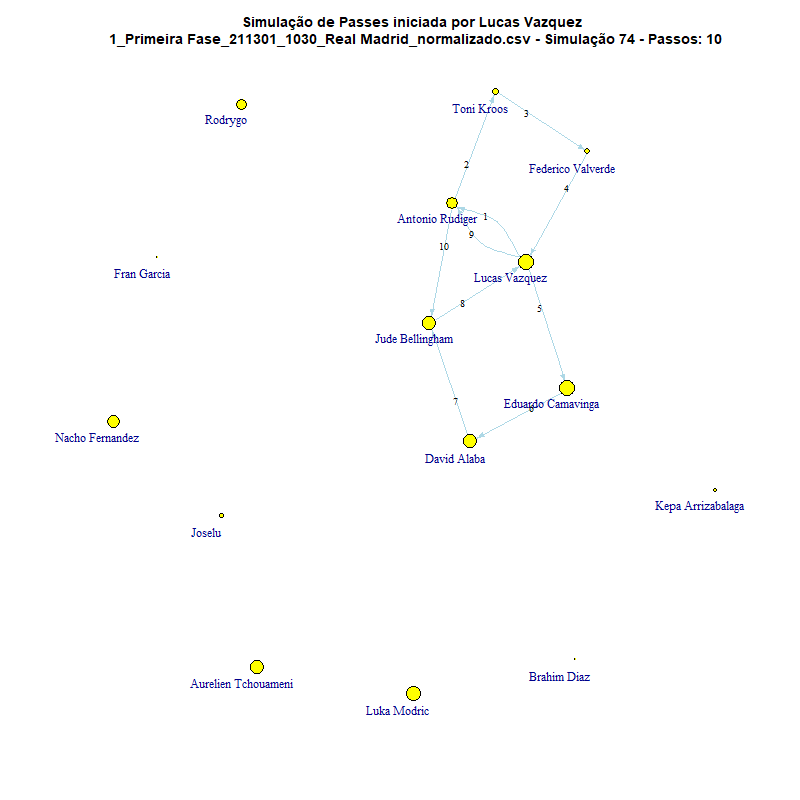 Simulação de Passes iniciada por Lucas Vazquez
1_Primeira Fase_211301_1030_Real Madrid_normalizado.csv - Simulação 74 - Passos: 10
Toni Kroos
3
Rodrygo
2
Federico Valverde
4
Antonio Rudiger
1
9
10
Fran Garcia
Lucas Vazquez
8
5
Jude Bellingham
7
Eduardo Camavinga
6
Nacho Fernandez
David Alaba
Kepa Arrizabalaga
Joselu
Brahim Diaz
Aurelien Tchouameni
Luka Modric